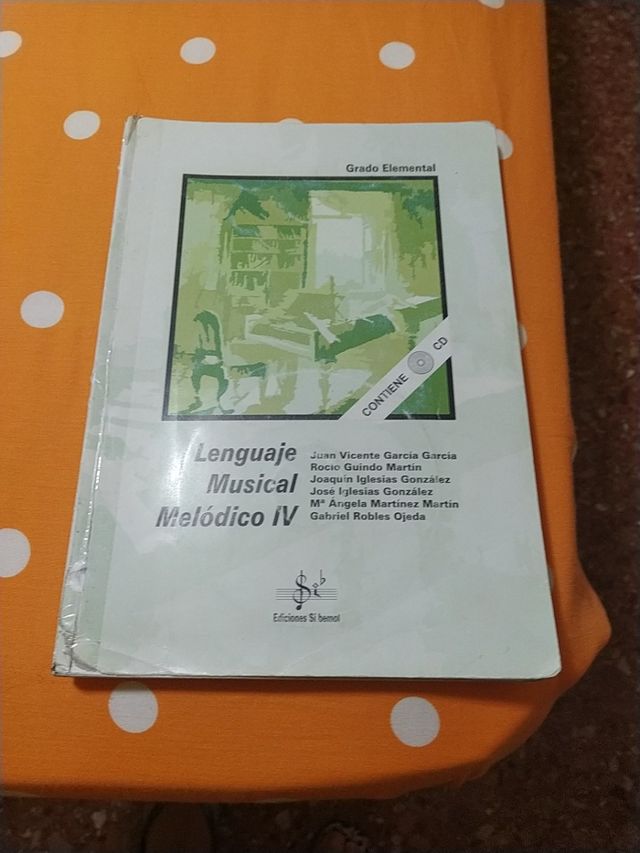 Grado Elemental
CONTIENE CD
Lenguaje
Musical
Melódico IV
Juan Vicente García García
Rocío Guindo Martín
Joaquín Iglesias González
José Iglesias González
Mª Ángela Martínez Martín
Gabriel Robles Ojeda
Si b
Ediciones Si bemol